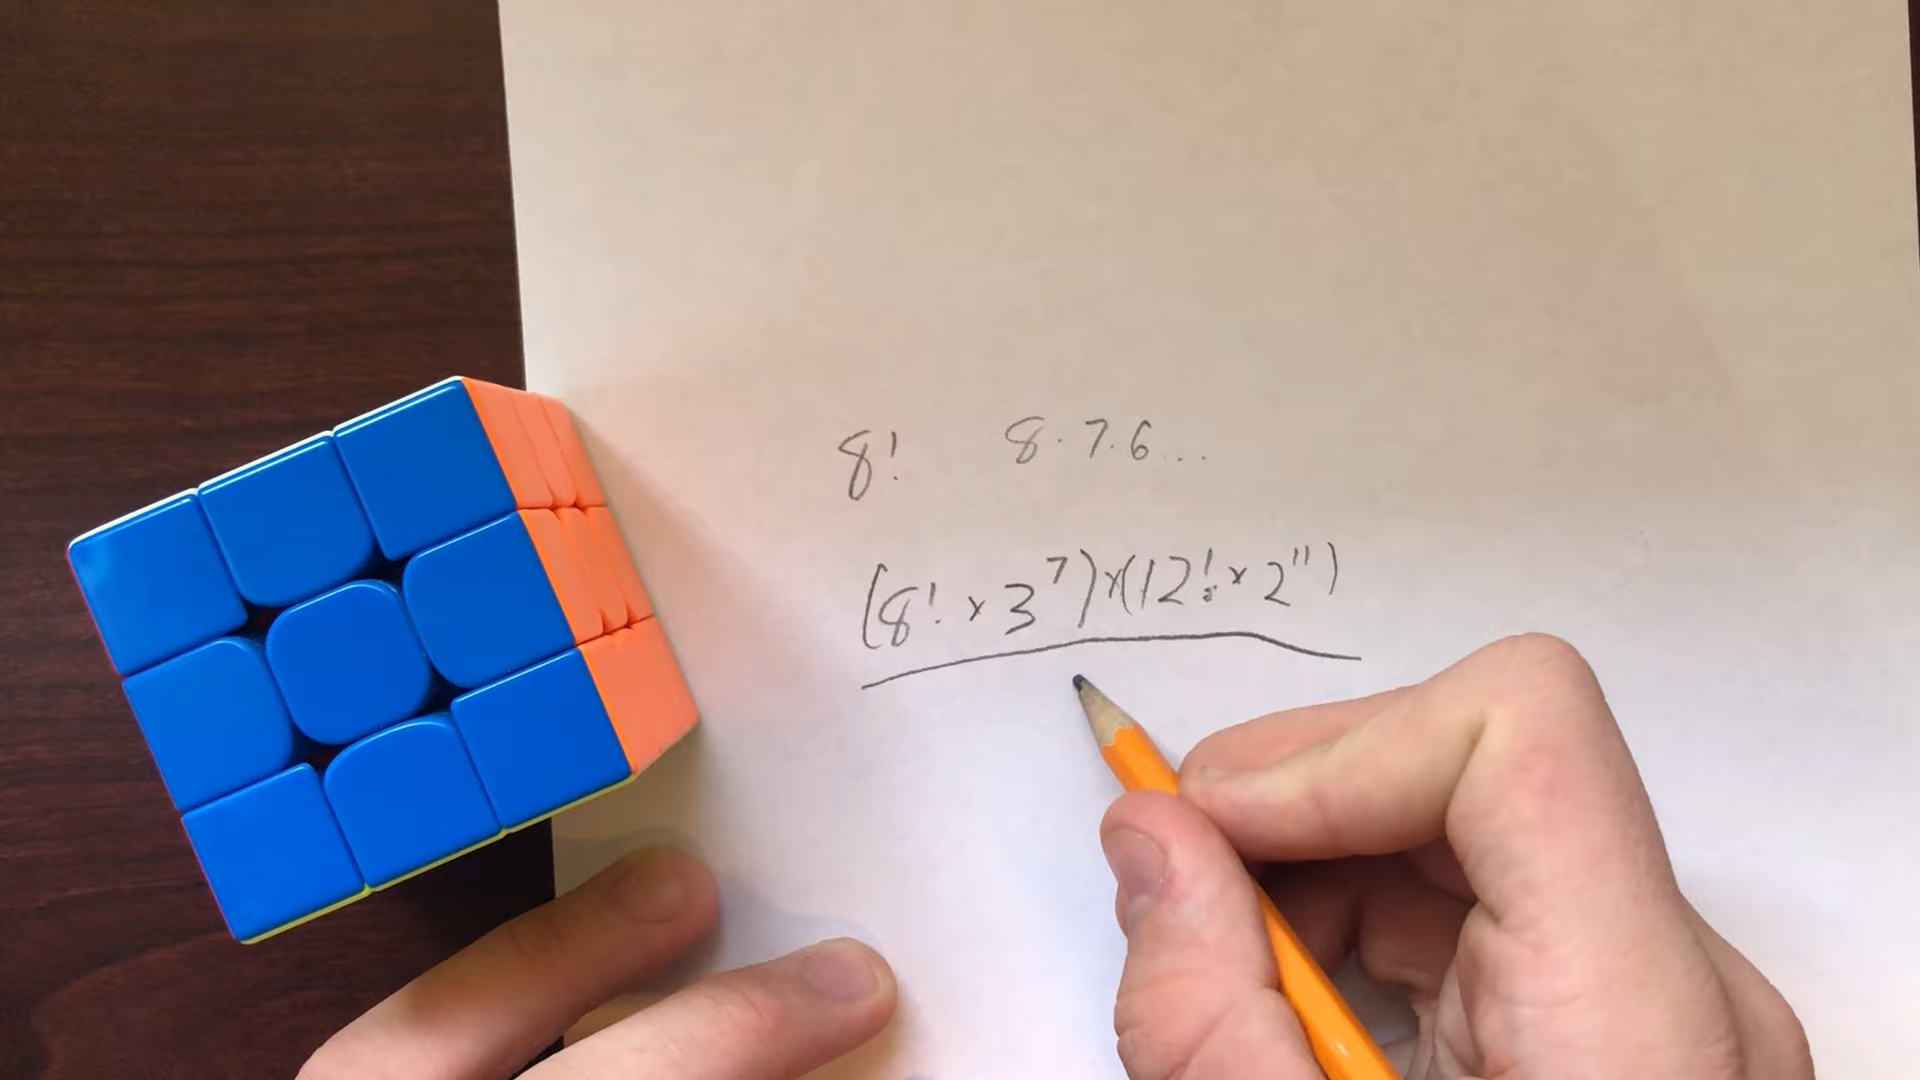 8! 8·7·6...
(8! × 3⁷)×(12! × 2¹¹)